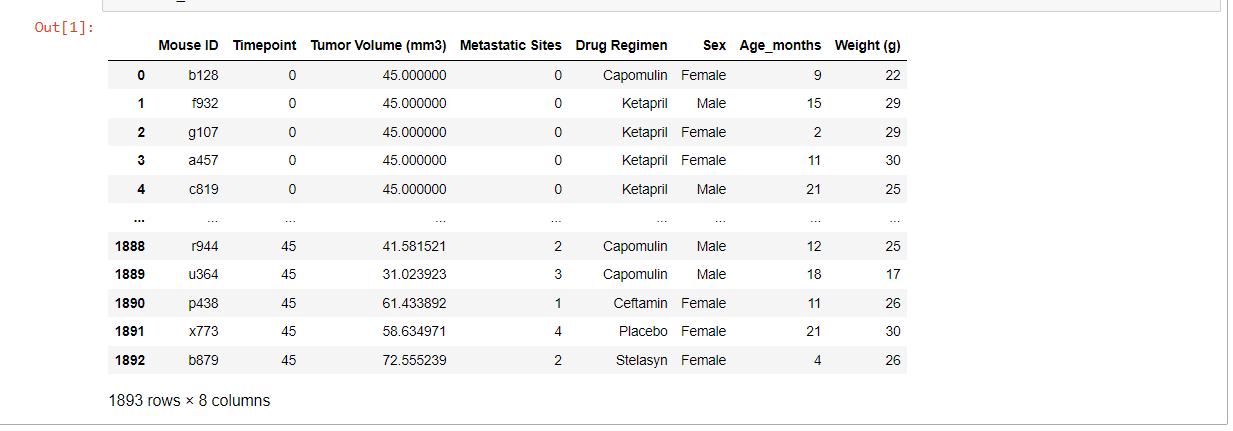 Out[1]:
Mouse ID Timepoint Tumor Volume (mm3) Metastatic Sites Drug Regimen Sex Age_months Weight (g)
0 b128 0 45.000000 0 Capomulin Female 9 22
1 f932 0 45.000000 0 Ketapril Male 15 29
2 g107 0 45.000000 0 Ketapril Female 2 29
3 a457 0 45.000000 0 Ketapril Female 11 30
4 c819 0 45.000000 0 Ketapril Male 21 25
... ... ... ... ... ... ... ... ...
1888 r944 45 41.581521 2 Capomulin Male 12 25
1889 u364 45 31.023923 3 Capomulin Male 18 17
1890 p438 45 61.433892 1 Ceftamin Female 11 26
1891 x773 45 58.634971 4 Placebo Female 21 30
1892 b879 45 72.555239 2 Stelasyn Female 4 26
1893 rows × 8 columns